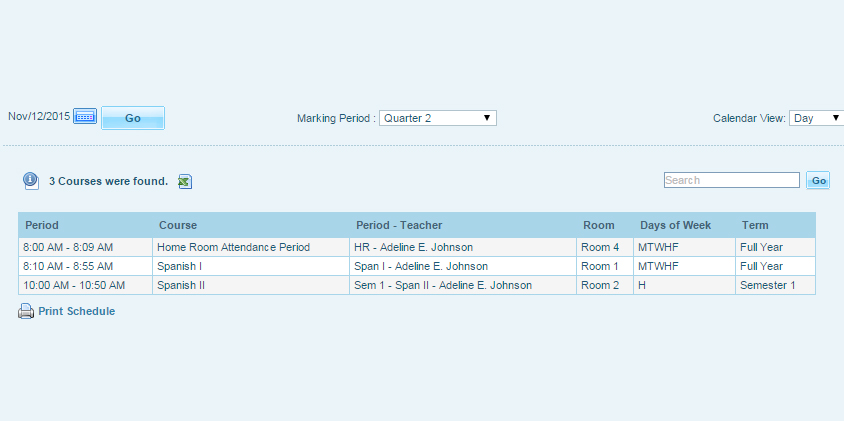 Nov/12/2015 Go Marking Period : Quarter 2 Calendar View: Day
3 Courses were found. Search Go
Period Course Period - Teacher Room Days of Week Term
8:00 AM - 8:09 AM Home Room Attendance Period HR - Adeline E. Johnson Room 4 MTWHF Full Year
8:10 AM - 8:55 AM Spanish I Span I - Adeline E. Johnson Room 1 MTWHF Full Year
10:00 AM - 10:50 AM Spanish II Sem 1 - Span II - Adeline E. Johnson Room 2 H Semester 1
Print Schedule